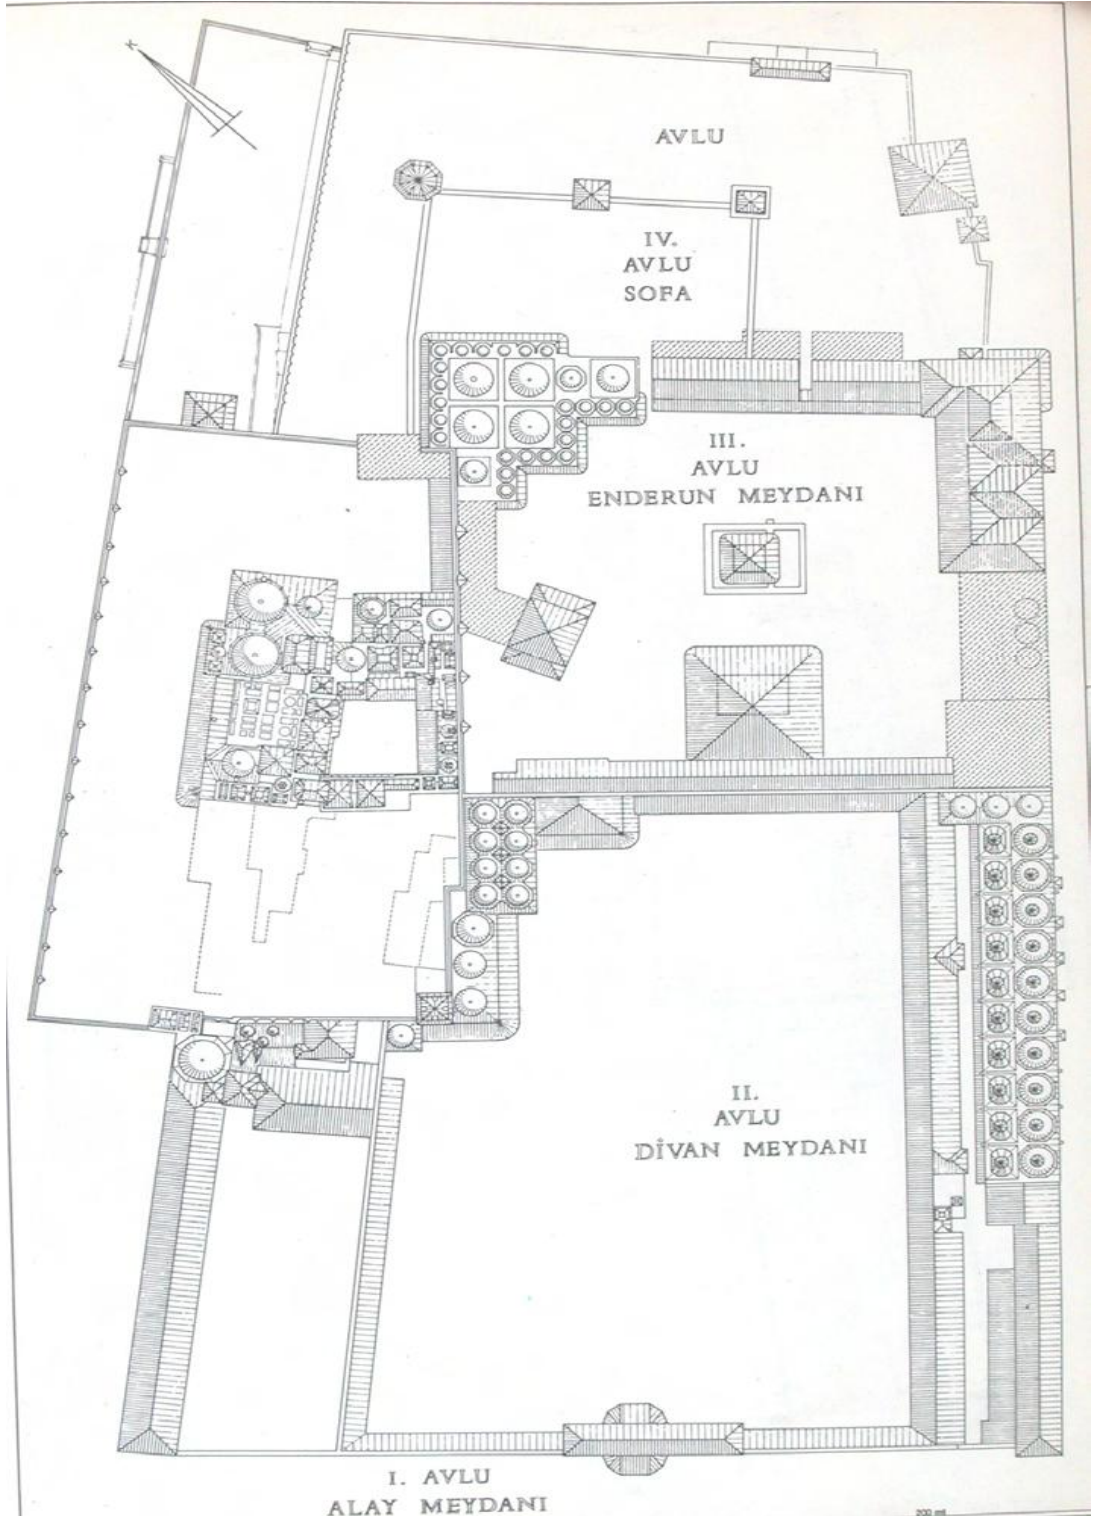 K
AVLU
IV.
AVLU
SOFA
III.
AVLU
ENDERUN MEYDANI
II.
AVLU
DİVAN MEYDANI
I. AVLU
ALAY MEYDANI